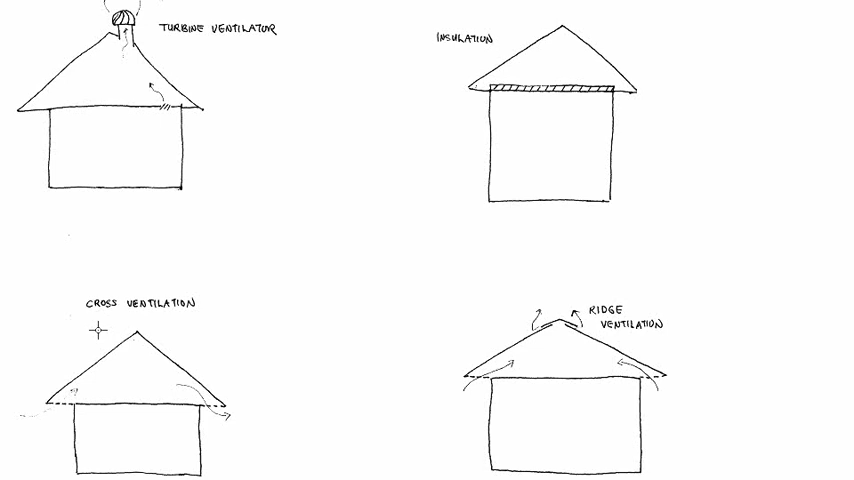 TURBINE VENTILATOR
INSULATION
CROSS VENTILATION
RIDGE
VENTILATION